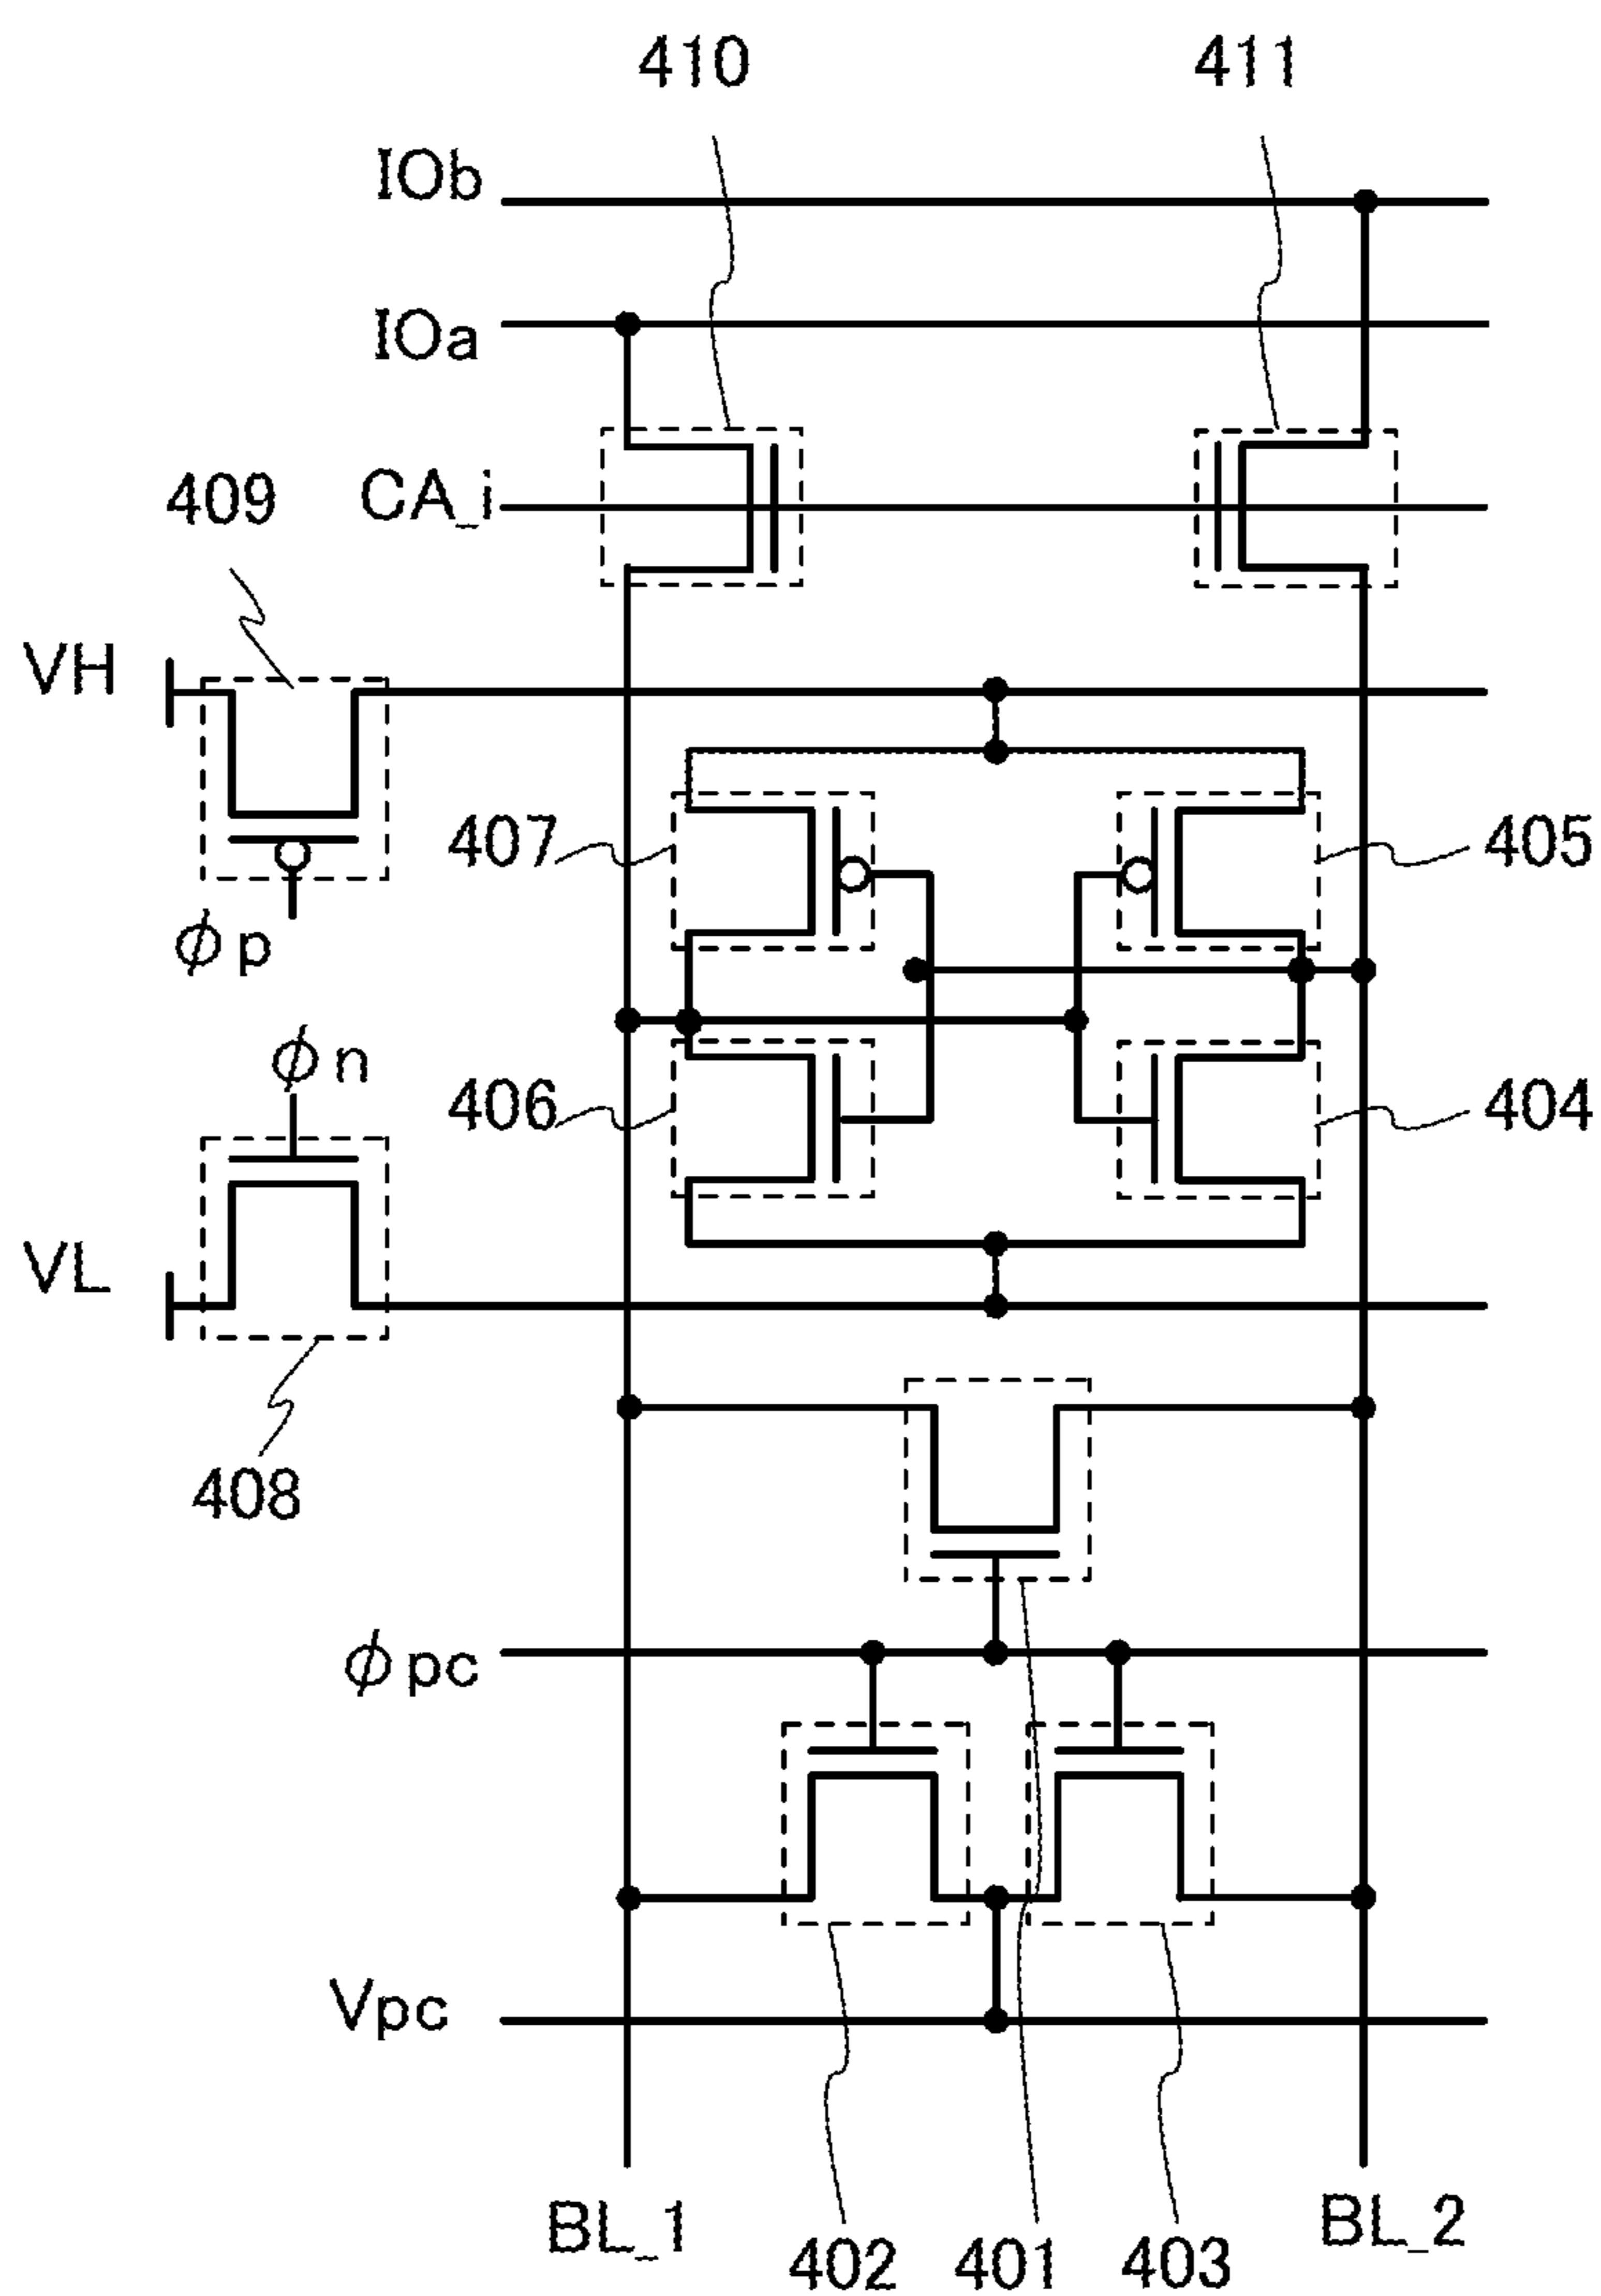 410
411
IOb
IOa
409
CA_i
VH
407
405
ϕp
ϕn
406
404
VL
408
ϕpc
Vpc
BL_1
BL_2
402
401
403